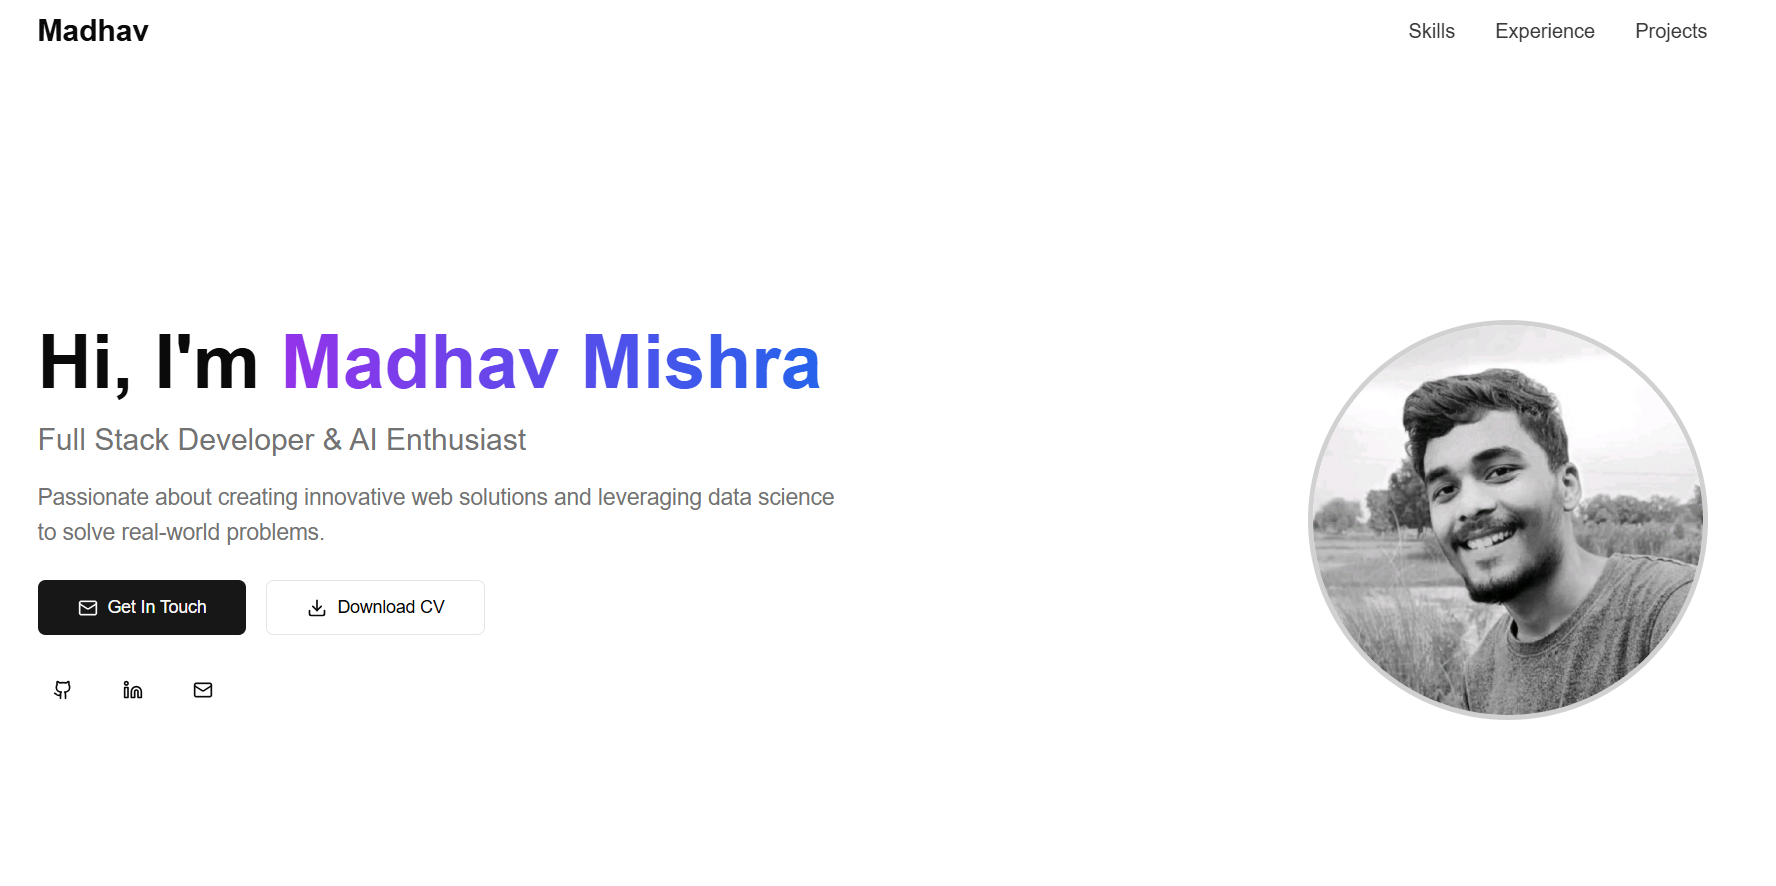 Madhav
Skills
Experience
Projects
Hi, I'm Madhav Mishra
Full Stack Developer & AI Enthusiast
Passionate about creating innovative web solutions and leveraging data science
to solve real-world problems.
Get In Touch
Download CV